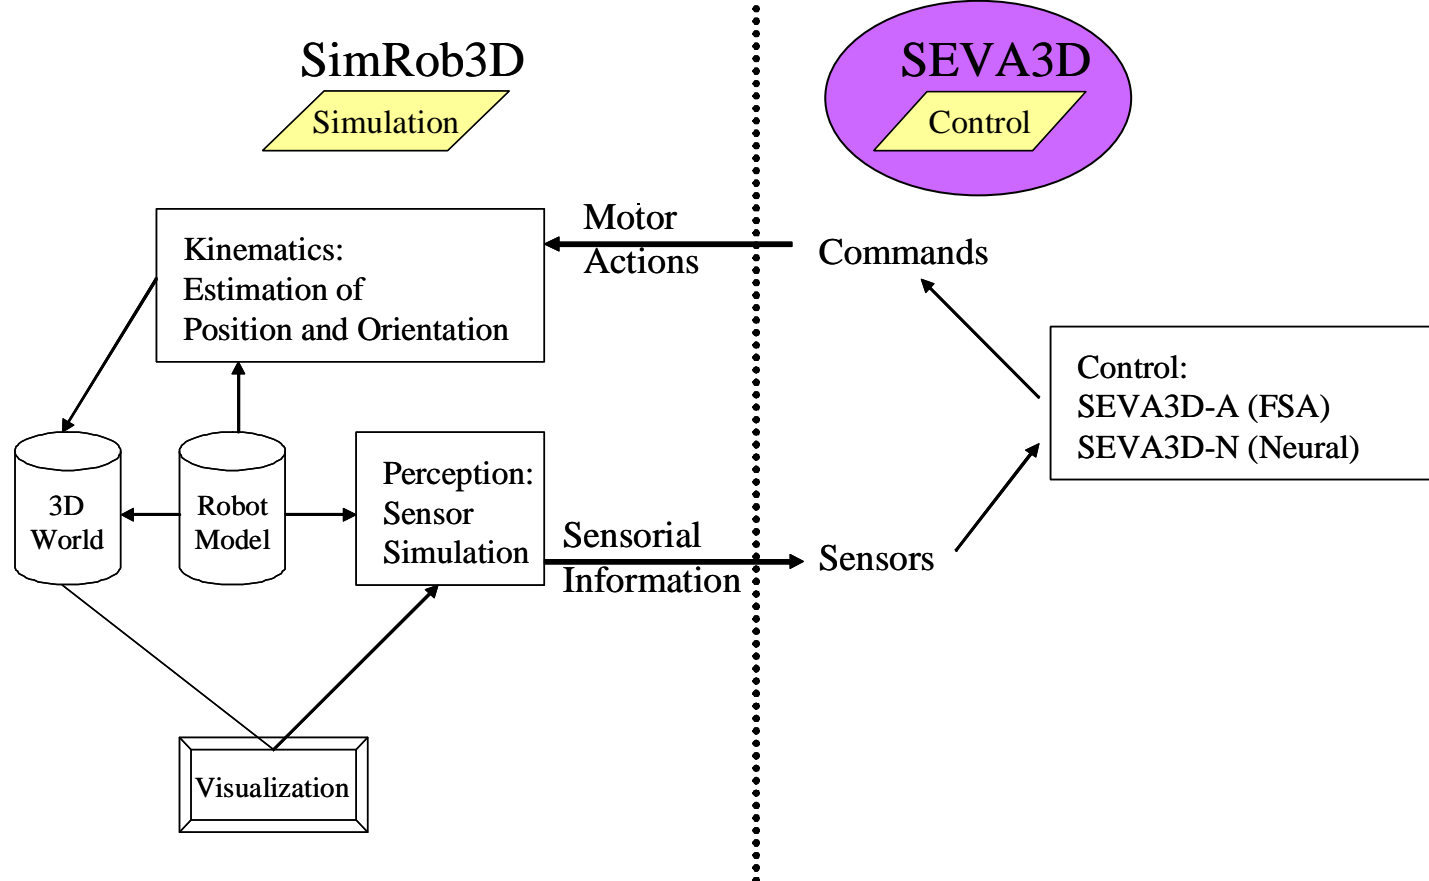 SimRob3D
Simulation
SEVA3D
Control
Kinematics:
Estimation of
Position and Orientation
Motor
Actions
Commands
Control:
SEVA3D-A (FSA)
SEVA3D-N (Neural)
3D
World
Robot
Model
Perception:
Sensor
Simulation
Sensorial
Information
Sensors
Visualization